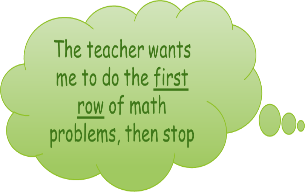 The teacher wants
me to do the first
row of math
problems, then stop